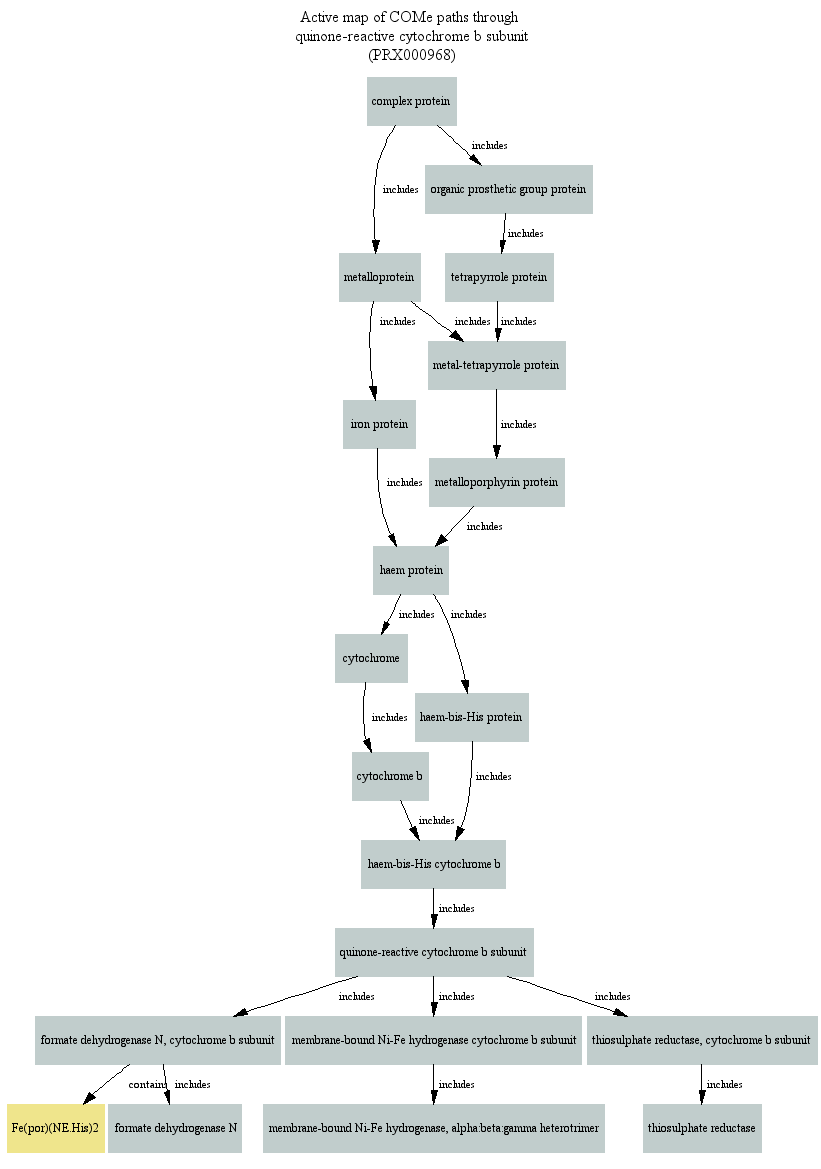 Active map of COMe paths through
quinone-reactive cytochrome b subunit
(PRX000968)
complex protein
includes
includes
organic prosthetic group protein
includes
metalloprotein
tetrapyrrole protein
includes
includes
includes
metal-tetrapyrrole protein
iron protein
includes
includes
metalloporphyrin protein
includes
haem protein
includes
includes
cytochrome
haem-bis-His protein
includes
cytochrome b
includes
includes
haem-bis-His cytochrome b
includes
quinone-reactive cytochrome b subunit
includes
includes
includes
formate dehydrogenase N, cytochrome b subunit
membrane-bound Ni-Fe hydrogenase cytochrome b subunit
thiosulphate reductase, cytochrome b subunit
contains
includes
includes
includes
Fe(por)(NE.His)2
formate dehydrogenase N
membrane-bound Ni-Fe hydrogenase, alpha:beta:gamma heterotrimer
thiosulphate reductase